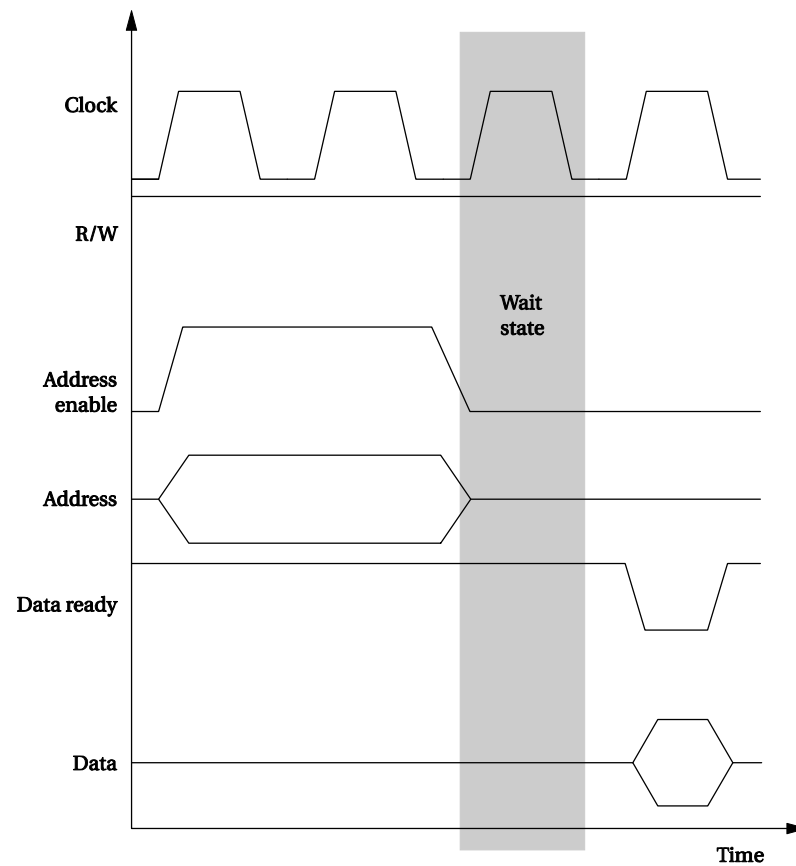 Clock
R/W
Wait
state
Address
enable
Address
Data ready
Data
Time